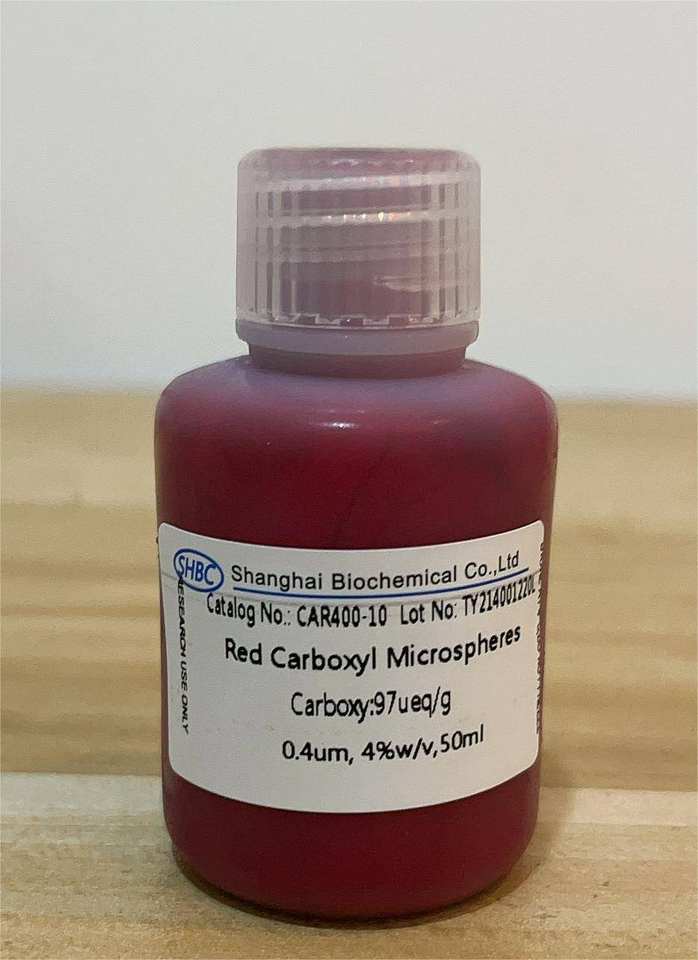 SHBC
Shanghai Biochemical Co.,Ltd
Catalog No.: CAR400-10 Lot No: TY214001220L
Red Carboxyl Microspheres
Carboxy:97ueq/g
0.4um, 4%w/v,50ml
RESEARCH USE ONLY